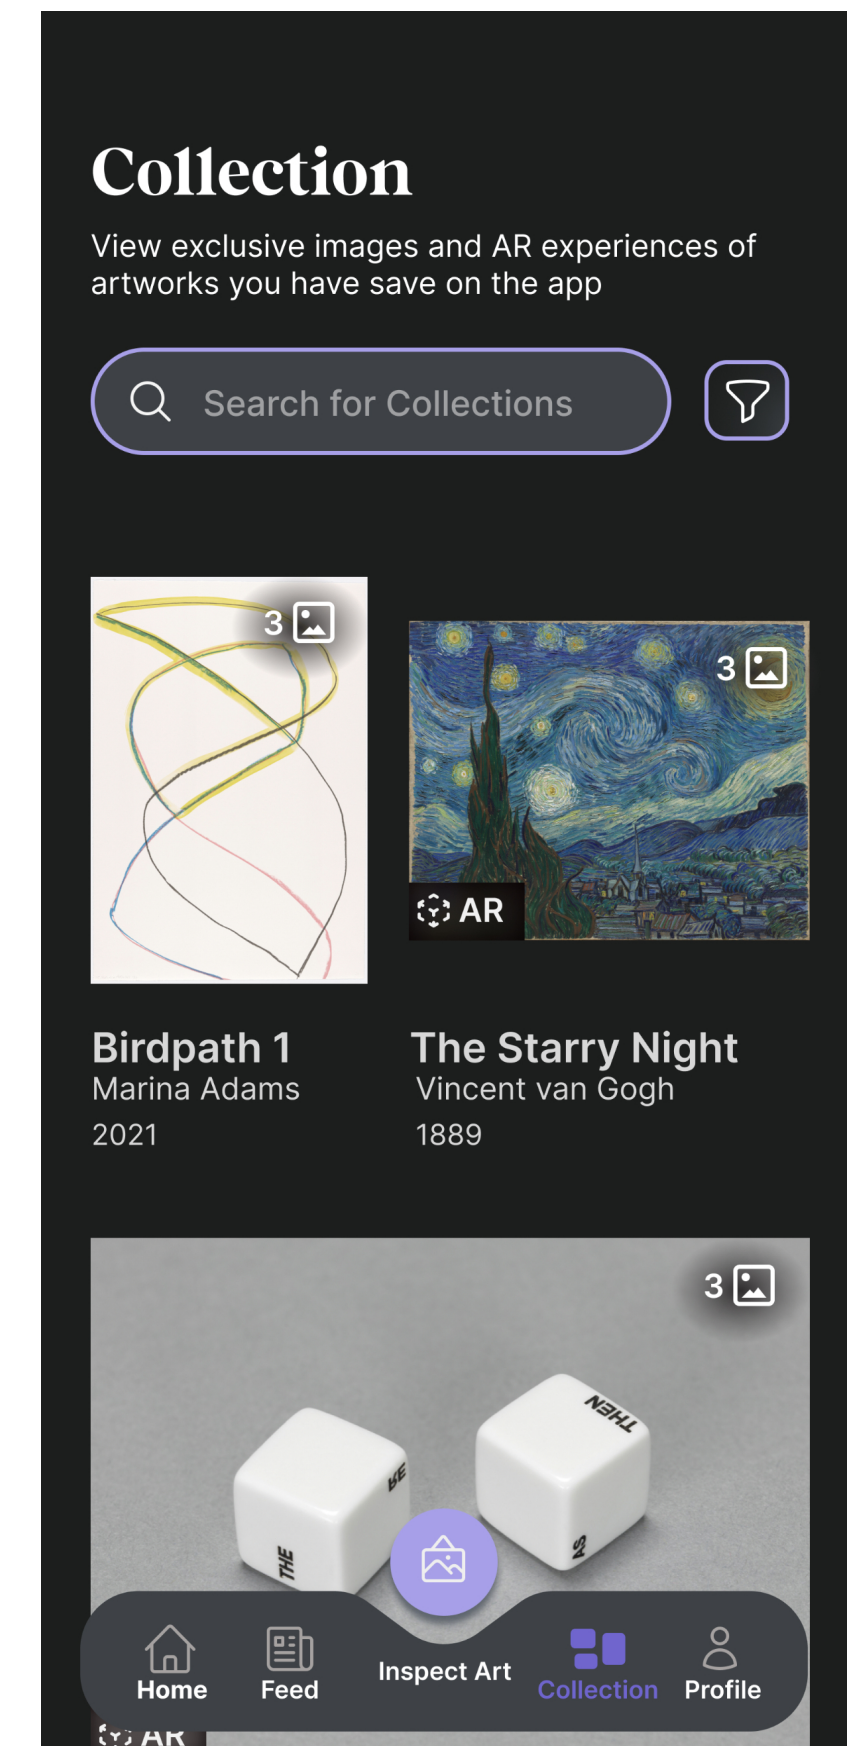 Collection
View exclusive images and AR experiences of
artworks you have save on the app
Search for Collections
3
3
AR
Birdpath 1
Marina Adams
2021
The Starry Night
Vincent van Gogh
1889
3
THEN
RE
THE
AS
Home
Feed
Inspect Art
Collection
Profile
AR